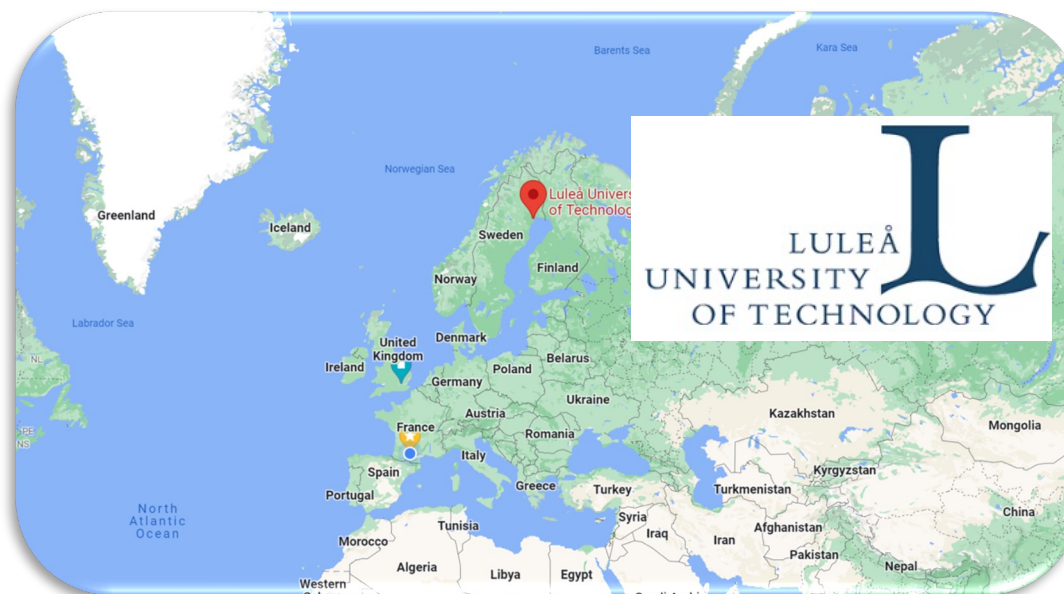 Barents Sea
Kara Sea
Norwegian Sea
Greenland
Iceland
Luleå Univers
of Technolog
Sweden
Finland
Norway
LULEÅ
UNIVERSITY
OF TECHNOLOGY
L
Labrador Sea
NL
PE
NS
United
Kingdom
Ireland
Denmark
Germany
Poland
Belarus
Ukraine
Austria
France
Romania
Italy
Spain
Portugal
Greece
Turkey
Kazakhstan
Mongolia
Kyrgyzstan
Turkmenistan
China
North
Atlantic
Ocean
Morocco
Tunisia
Syria
Iraq
Iran
Afghanistan
Pakistan
Nepal
Algeria
Libya
Egypt
Western